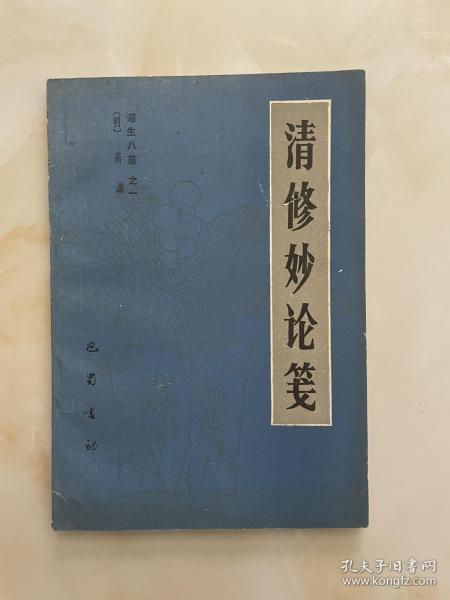 清修妙论笺
遵生八笺 之一
〔明〕 高濂
巴蜀书社
孔夫子旧书网
www.kongfz.com